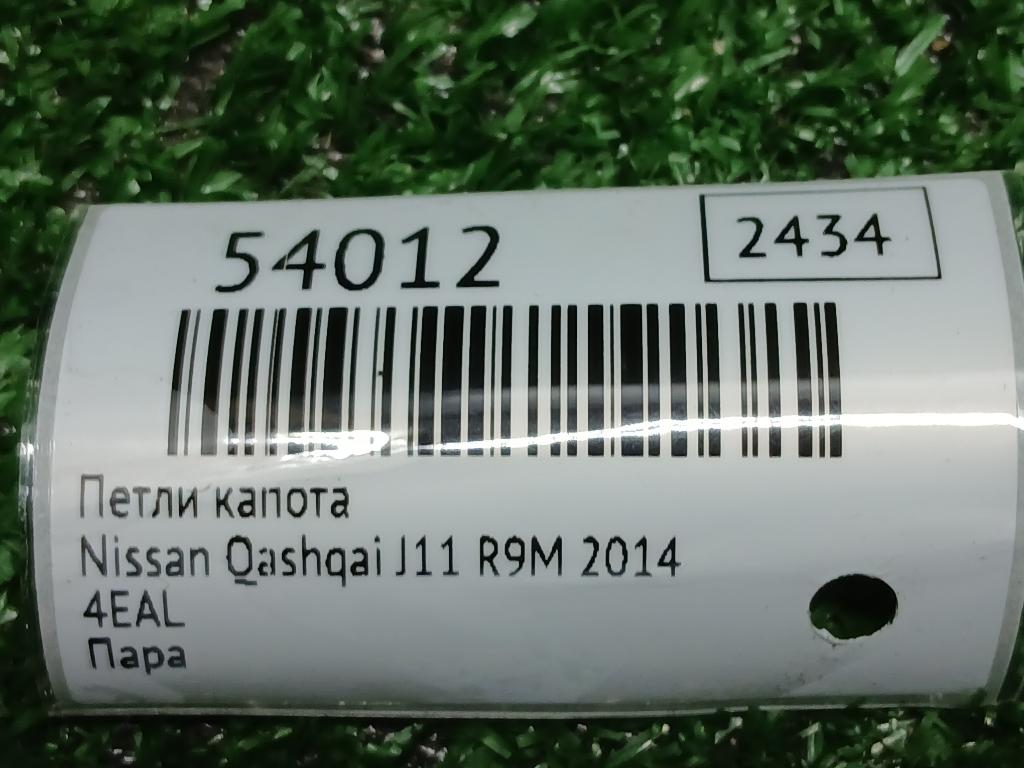 54012
2434
Петли капота
Nissan Qashqai J11 R9M 2014
4EAL
Пара